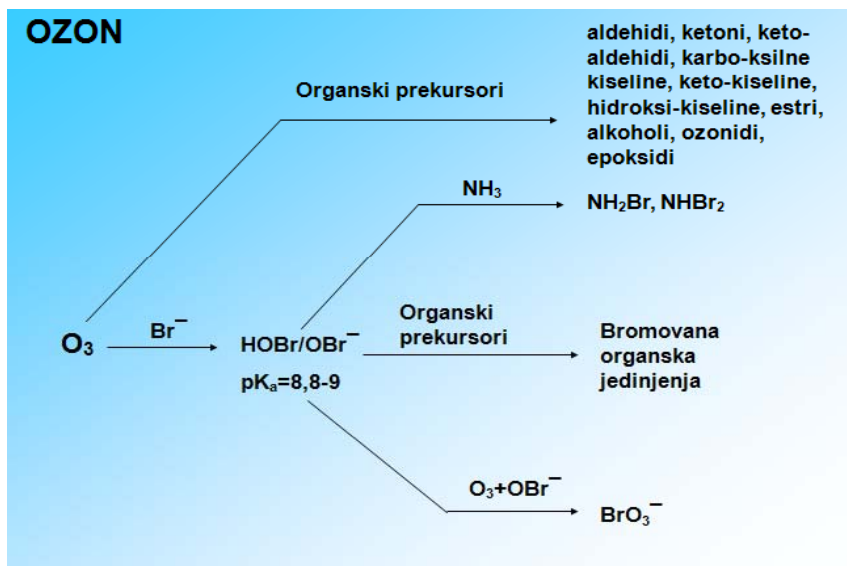 OZON
aldehidi, ketoni, keto-
aldehidi, karbo-ksilne
kiseline, keto-kiseline,
hidroksi-kiseline, estri,
alkoholi, ozonidi,
epoksidi
Organski prekursori
NH₃
NH₂Br, NHBr₂
O₃
Br⁻
HOBr/OBr⁻
pKₐ=8,8-9
Organski
prekursori
Bromovana
organska
jedinjenja
O₃+OBr⁻
BrO₃⁻